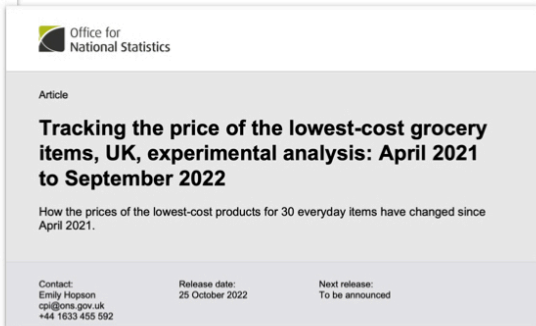 Office for
National Statistics
Article
Tracking the price of the lowest-cost grocery
items, UK, experimental analysis: April 2021
to September 2022
How the prices of the lowest-cost products for 30 everyday items have changed since
April 2021.
Contact:
Emily Hopson
cpi@ons.gov.uk
+44 1633 455 592
Release date:
25 October 2022
Next release:
To be announced